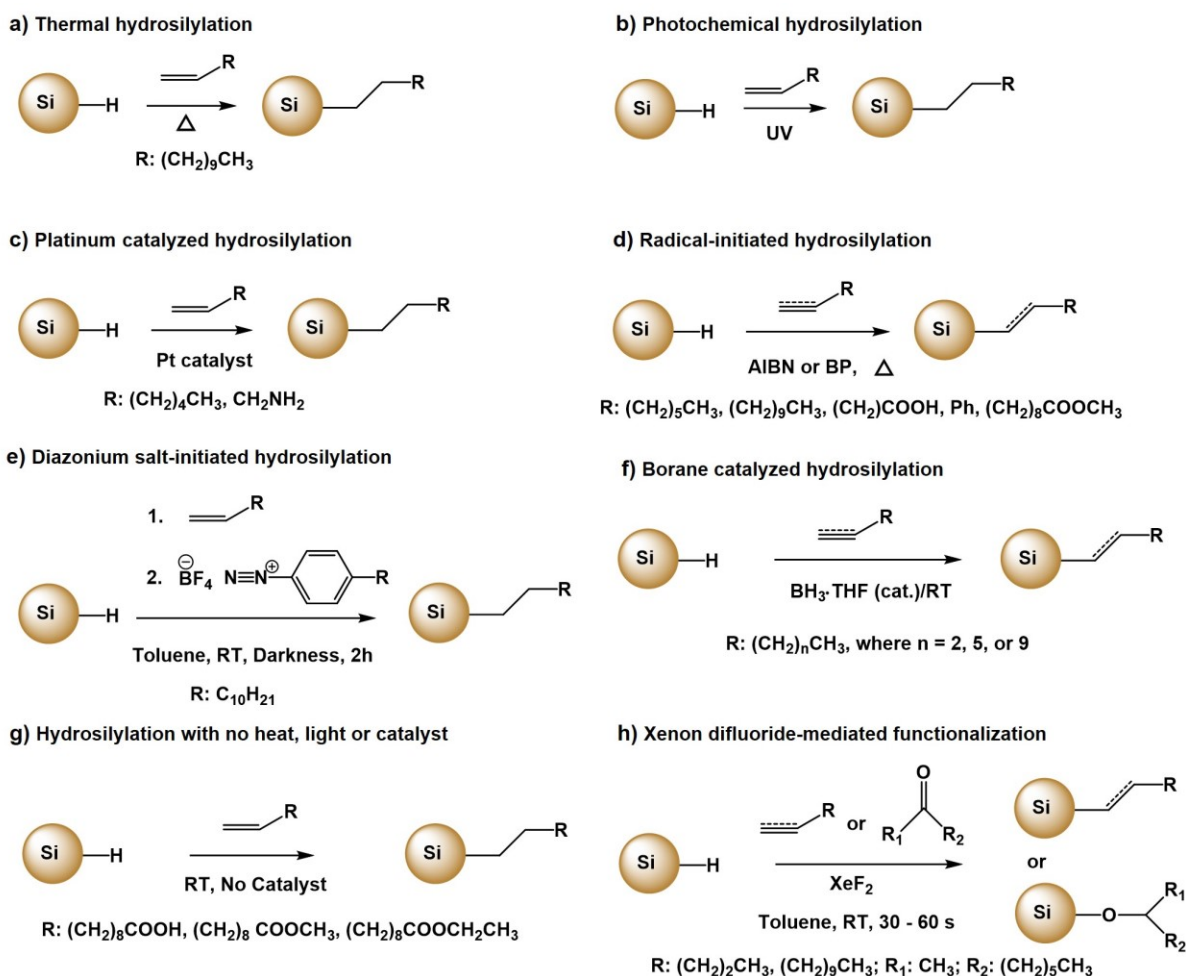 a) Thermal hydrosilylation
R
Si
H
Si
R
Δ
R: (CH2)9CH3
b) Photochemical hydrosilylation
R
Si
H
Si
R
UV
c) Platinum catalyzed hydrosilylation
R
Si
H
Si
R
Pt catalyst
R: (CH2)4CH3, CH2NH2
d) Radical-initiated hydrosilylation
R
Si
H
Si
R
AIBN or BP, Δ
R: (CH2)5CH3, (CH2)9CH3, (CH2)COOH, Ph, (CH2)8COOCH3
e) Diazonium salt-initiated hydrosilylation
1.
R
2. ⊖BF4 N≡N⊕ R
Si
H
Si
R
Toluene, RT, Darkness, 2h
R: C10H21
f) Borane catalyzed hydrosilylation
R
Si
H
Si
R
BH3·THF (cat.)/RT
R: (CH2)nCH3, where n = 2, 5, or 9
g) Hydrosilylation with no heat, light or catalyst
R
Si
H
Si
R
RT, No Catalyst
R: (CH2)8COOH, (CH2)8 COOCH3, (CH2)8COOCH2CH3
h) Xenon difluoride-mediated functionalization
R or
O
R1 R2
Si
H
XeF2
Toluene, RT, 30 - 60 s
Si
R
or
Si
O
R1
R2
R: (CH2)2CH3, (CH2)9CH3; R1: CH3; R2: (CH2)5CH3